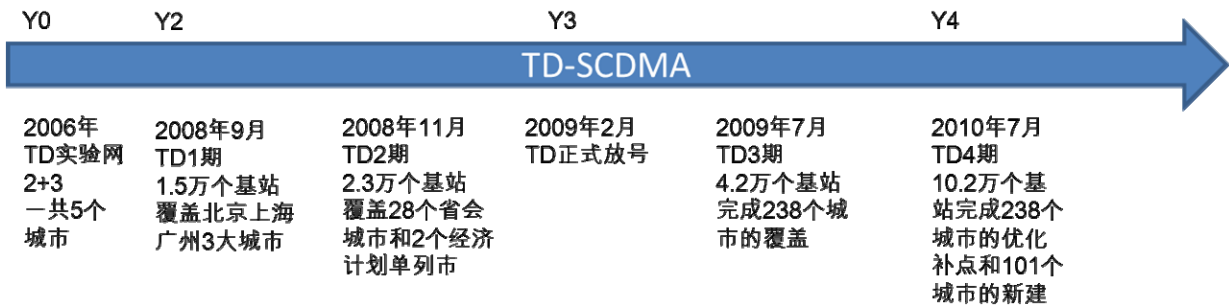 Y0
Y2
Y3
Y4
TD-SCDMA
2006年
TD实验网
2+3
一共5个
城市
2008年9月
TD1期
1.5万个基站
覆盖北京上海
广州3大城市
2008年11月
TD2期
2.3万个基站
覆盖28个省会
城市和2个经济
计划单列市
2009年2月
TD正式放号
2009年7月
TD3期
4.2万个基站
完成238个城
市的覆盖
2010年7月
TD4期
10.2万个基
站完成238个
城市的优化
补点和101个
城市的新建